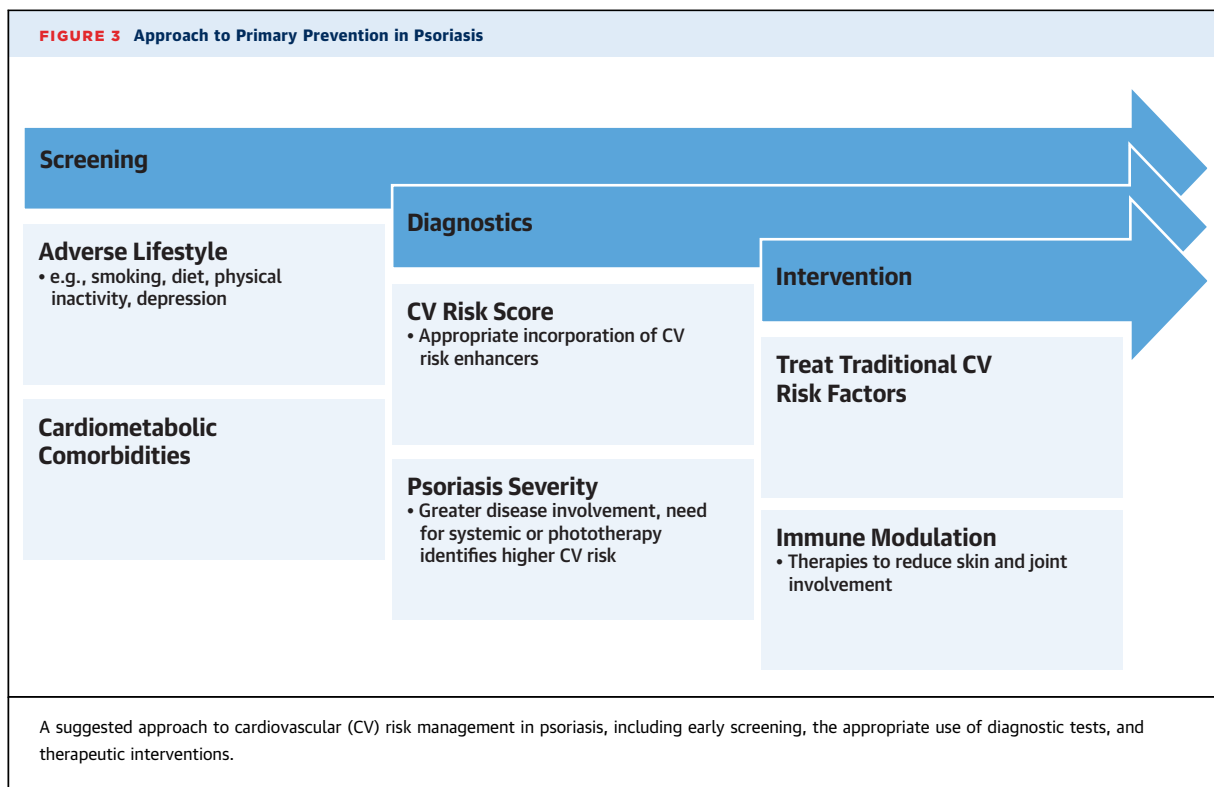 FIGURE 3 Approach to Primary Prevention in Psoriasis
Screening
Adverse Lifestyle
• e.g., smoking, diet, physical
inactivity, depression
Cardiometabolic
Comorbidities
Diagnostics
CV Risk Score
• Appropriate incorporation of CV
risk enhancers
Psoriasis Severity
• Greater disease involvement, need
for systemic or phototherapy
identifies higher CV risk
Intervention
Treat Traditional CV
Risk Factors
Immune Modulation
• Therapies to reduce skin and joint
involvement
A suggested approach to cardiovascular (CV) risk management in psoriasis, including early screening, the appropriate use of diagnostic tests, and
therapeutic interventions.